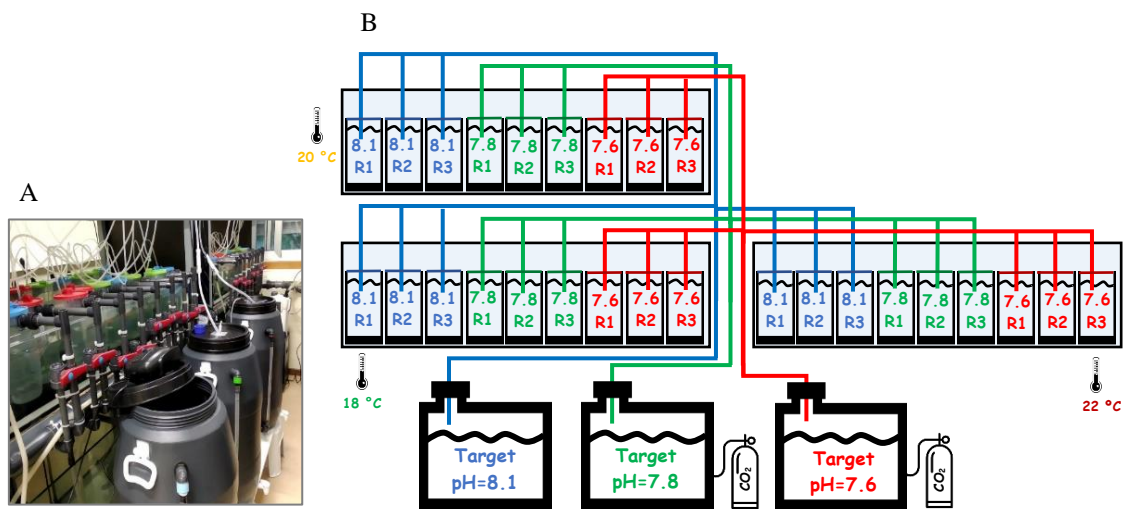 B
8.1 8.1 8.1 7.8 7.8 7.8 7.6 7.6 7.6
R1 R2 R3 R1 R2 R3 R1 R2 R3
20 °C
A
8.1 8.1 8.1 7.8 7.8 7.8 7.6 7.6 7.6
R1 R2 R3 R1 R2 R3 R1 R2 R3
8.1 8.1 8.1 7.8 7.8 7.8 7.6 7.6 7.6
R1 R2 R3 R1 R2 R3 R1 R2 R3
18 °C
22 °C
Target
pH=8.1
Target
pH=7.8
CO₂
Target
pH=7.6
CO₂